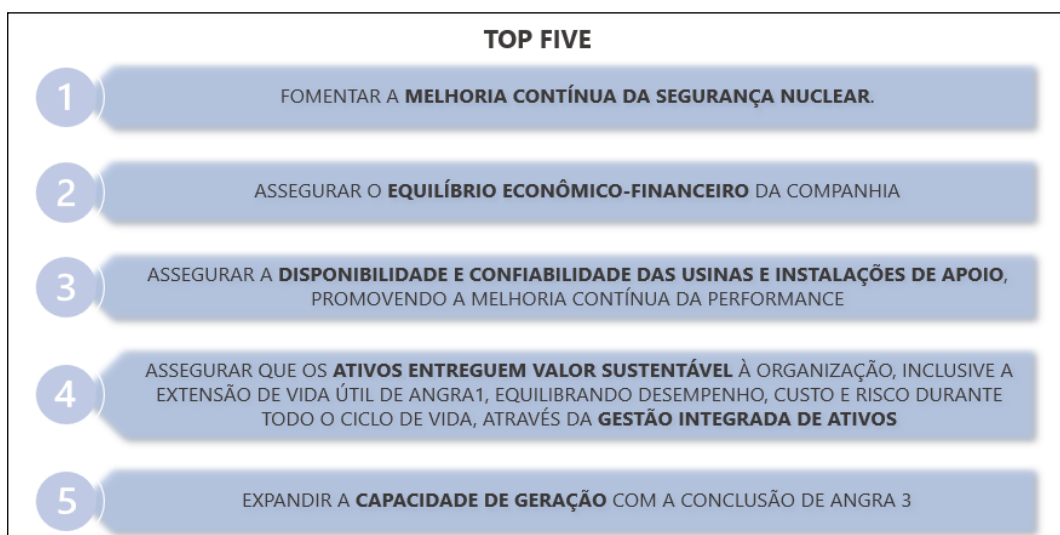 TOP FIVE
1
FOMENTAR A MELHORIA CONTÍNUA DA SEGURANÇA NUCLEAR.
2
ASSEGURAR O EQUILÍBRIO ECONÔMICO-FINANCEIRO DA COMPANHIA
3
ASSEGURAR A DISPONIBILIDADE E CONFIABILIDADE DAS USINAS E INSTALAÇÕES DE APOIO,
PROMOVENDO A MELHORIA CONTÍNUA DA PERFORMANCE
4
ASSEGURAR QUE OS ATIVOS ENTREGUEM VALOR SUSTENTÁVEL À ORGANIZAÇÃO, INCLUSIVE A
EXTENSÃO DE VIDA ÚTIL DE ANGRA1, EQUILIBRANDO DESEMPENHO, CUSTO E RISCO DURANTE
TODO O CICLO DE VIDA, ATRAVÉS DA GESTÃO INTEGRADA DE ATIVOS
5
EXPANDIR A CAPACIDADE DE GERAÇÃO COM A CONCLUSÃO DE ANGRA 3